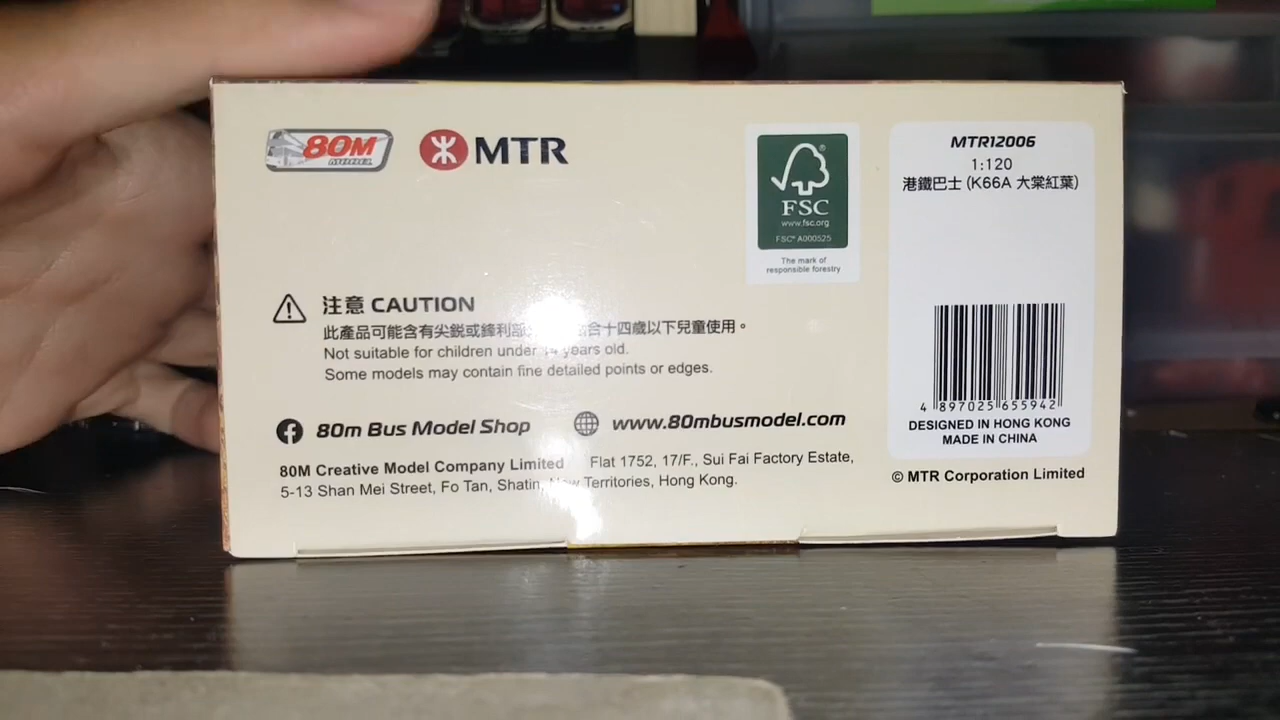 80M MODEL
MTR
FSC®
www.fsc.org
FSC® A000525
The mark of
responsible forestry
MTR12006
1:120
港鐵巴士 (K66A 大棠紅葉)
注意 CAUTION
此產品可能含有尖銳或鋒利部 合十四歲以下兒童使用。
Not suitable for children under 14 years old.
Some models may contain fine detailed points or edges.
80m Bus Model Shop www.80mbusmodel.com
80M Creative Model Company Limited Flat 1752, 17/F., Sui Fai Factory Estate,
5-13 Shan Mei Street, Fo Tan, Shatin, New Territories, Hong Kong.
4 897025 655942
DESIGNED IN HONG KONG
MADE IN CHINA
© MTR Corporation Limited